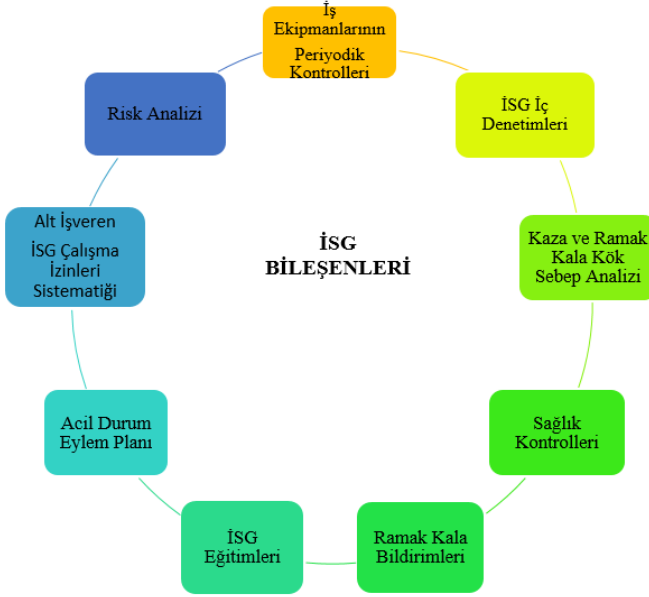 İş
Ekipmanlarının
Periyodik
Kontrolleri
İSG İç
Denetimleri
Kaza ve Ramak
Kala Kök
Sebep Analizi
Sağlık
Kontrolleri
Ramak Kala
Bildirimleri
İSG
Eğitimleri
Acil Durum
Eylem Planı
Alt İşveren
İSG Çalışma
İzinleri
Sistematiği
Risk Analizi
İSG
BİLEŞENLERİ